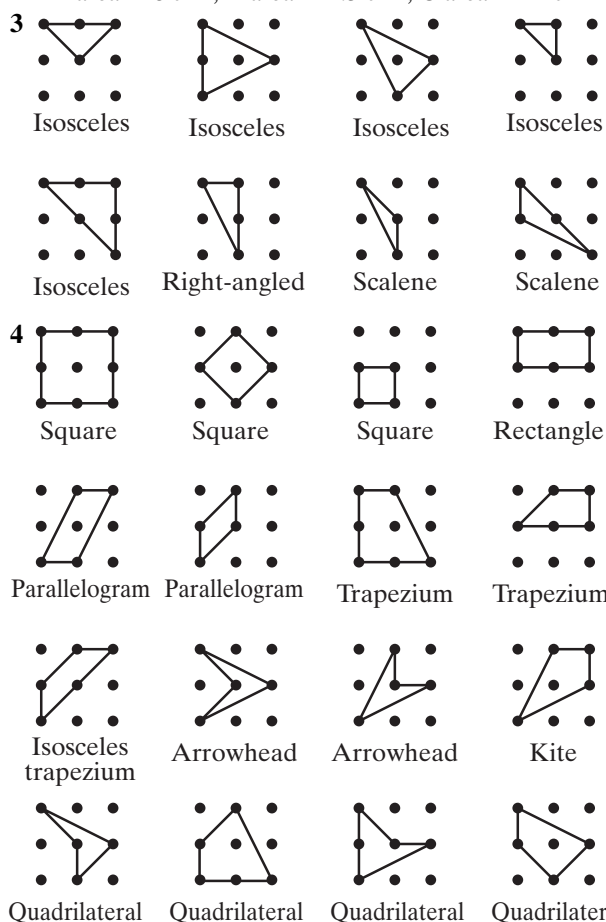 3
Isosceles Isosceles Isosceles Isosceles
Isosceles Right-angled Scalene Scalene
4
Square Square Square Rectangle
Parallelogram Parallelogram Trapezium Trapezium
Isosceles
trapezium Arrowhead Arrowhead Kite
Quadrilateral Quadrilateral Quadrilateral Quadrilateral